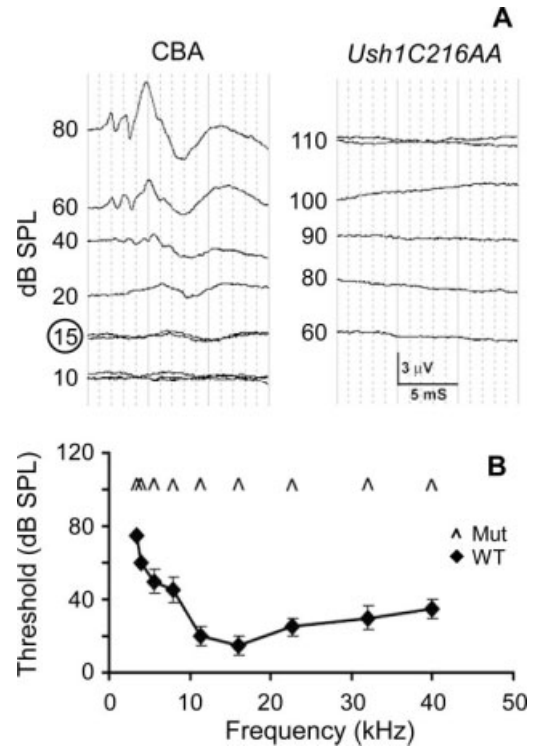 A
CBA
Ush1C216AA
dB SPL
80
60
40
20
15
10
110
100
90
80
60
3 µV
5 mS
B
Threshold (dB SPL)
120
80
40
0
Mut
WT
0 10 20 30 40 50
Frequency (kHz)